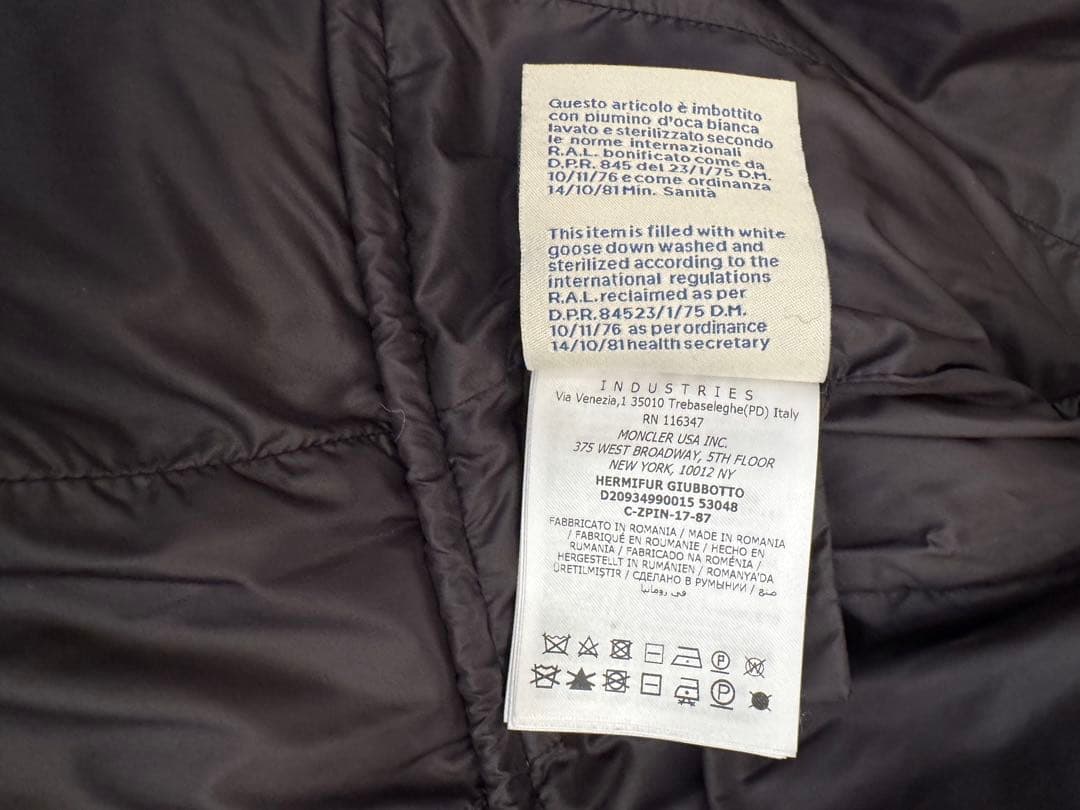 Questo articolo è imbottito
con piumino d'oca bianca
lavato e sterilizzato secondo
le norme internazionali
R.A.L. bonificato come da
D.P.R. 845 del 23/1/75 D.M.
10/11/76 e come ordinanza
14/10/81 Min. Sanità
This item is filled with white
goose down washed and
sterilized according to the
international regulations
R.A.L. reclaimed as per
D.P.R. 845 23/1/75 D.M.
10/11/76 as per ordinance
14/10/81 health secretary
INDUSTRIES
Via Venezia,1 35010 Trebaseleghe(PD) Italy
RN 116347
MONCLER USA INC.
375 WEST BROADWAY, 5TH FLOOR
NEW YORK, 10012 NY
HERMIFUR GIUBBOTTO
D20934990015 53048
C-ZPIN-17-87
FABBRICATO IN ROMANIA / MADE IN ROMANIA
/ FABRIQUÉ EN ROUMANIE / HECHO EN
RUMANIA / FABRICADO NA ROMÉNIA /
HERGESTELLT IN RUMÄNIEN / ROMANYA'DA
ÜRETILMIŞTIR / СДЕЛАНО В РУМЫНИИ / صنع
في رومانيا
P W
P